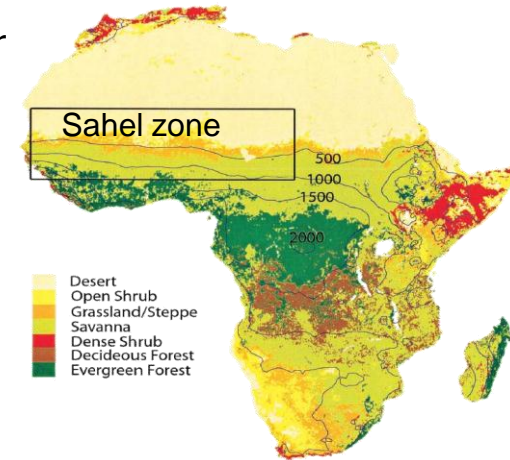 r
Sahel zone
500
1000
1500
2000
Desert
Open Shrub
Grassland/Steppe
Savanna
Dense Shrub
Decideous Forest
Evergreen Forest